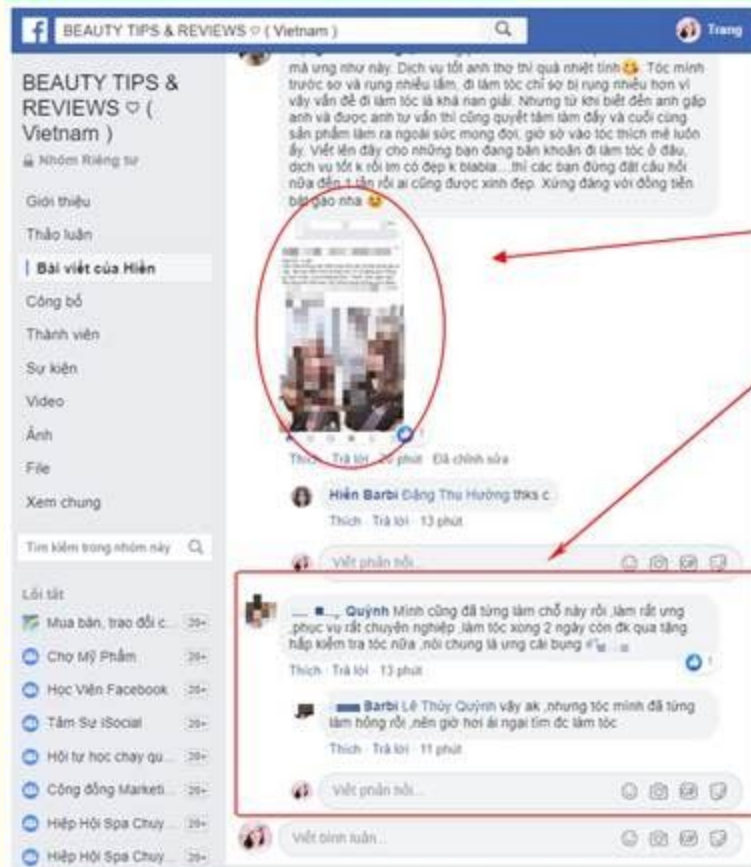 BEAUTY TIPS & REVIEWS ♡ ( Vietnam )
Trang
BEAUTY TIPS &
REVIEWS ♡ (
Vietnam )
Nhóm Riêng tư
Giới thiệu
Thảo luận
Bài viết của Hiền
Công bố
Thành viên
Sự kiện
Video
Ảnh
File
Xem chung
Tìm kiếm trong nhóm này
Lối tắt
Mua bán, trao đổi c... 20+
Chợ Mỹ Phẩm 20+
Học Viện Facebook 20+
Tâm Sự iSocial 20+
Hội tự học chạy qu... 20+
Cộng đồng Marketi... 20+
Hiệp Hội Spa Chuy... 20+
Hiệp Hội Spa Chuy... 20+
mà ưng như này. Dịch vụ tốt anh thợ thì quá nhiệt tình Tóc mình
trước sơ và rụng nhiều lắm, đi làm tóc chỉ sợ bị rụng nhiều hơn vì
vậy vấn đề đi làm tóc là khá nan giải. Nhưng từ khi biết đến anh gặp
anh và được anh tư vấn thì cũng quyết tâm làm đấy và cuối cùng
sản phẩm làm ra ngoài sức mong đợi, giờ sờ vào tóc thích mê luôn
ấy. Viết lên đây cho những bạn đang băn khoăn đi làm tóc ở đâu,
dịch vụ tốt k rồi lm có đẹp k blabla....thì các bạn đừng đặt câu hỏi
nữa đến 1 lần rồi ai cũng được xinh đẹp. Xứng đáng với đồng tiền
bát gạo nha
Thích Trả lời 20 phút Đã chỉnh sửa
Hiền Barbi Đặng Thu Hường thks c
Thích Trả lời 13 phút
Viết phản hồi...
Quỳnh Mình cũng đã từng làm chỗ này rồi ,làm rất ưng
,phục vụ rất chuyên nghiệp ,làm tóc xong 2 ngày còn đk qua tặng
hấp kiểm tra tóc nữa ,nói chung là ưng cái bụng
Thích Trả lời 13 phút
Barbi Lê Thúy Quỳnh vậy ak ,nhưng tóc mình đã từng
làm hỏng rồi ,nên giờ hơi ái ngại tìm đc làm tóc
Thích Trả lời 11 phút
Viết phản hồi...
Viết bình luận...